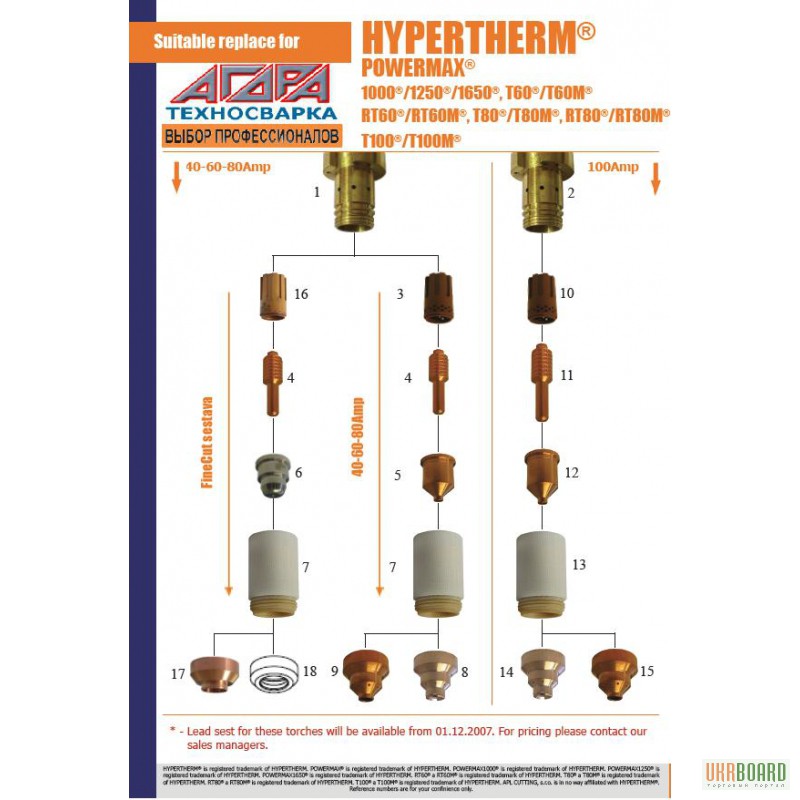 Suitable replace for
АГОРА
ТЕХНОСВАРКА
ВЫБОР ПРОФЕССИОНАЛОВ
HYPERTHERM®
POWERMAX®
1000®/1250®/1650®, T60®/T60M®
RT60®/RT60M®, T80®/T80M®, RT80®/RT80M®
T100®/T100M®
40-60-80Amp
100Amp
1
2
16
3
10
4
4
11
6
5
12
7
7
13
FineCut sestava
40-60-80Amp
17
18
9
8
14
15
* - Lead sest for these torches will be available from 01.12.2007. For pricing please contact our
sales managers.
HYPERTHERM® is registered trademark of HYPERTHERM. POWERMAX® is registered trademark of HYPERTHERM. POWERMAX1000® is registered trademark of HYPERTHERM. POWERMAX1250® is
registered trademark of HYPERTHERM. POWERMAX1650® is registered trademark of HYPERTHERM. RT60® a RT60M® is registered trademark of HYPERTHERM. T80® a T80M® is registered trademark
of HYPERTHERM. RT80® a RT80M® is registered trademark of HYPERTHERM. T100® a T100M® is registered trademark of HYPERTHERM. API CUTTING, s.r.o. is in no way affiliated with HYPERTHERM®.
Reference numbers are for your confinience only.
UKRBOARD
Торговый портал